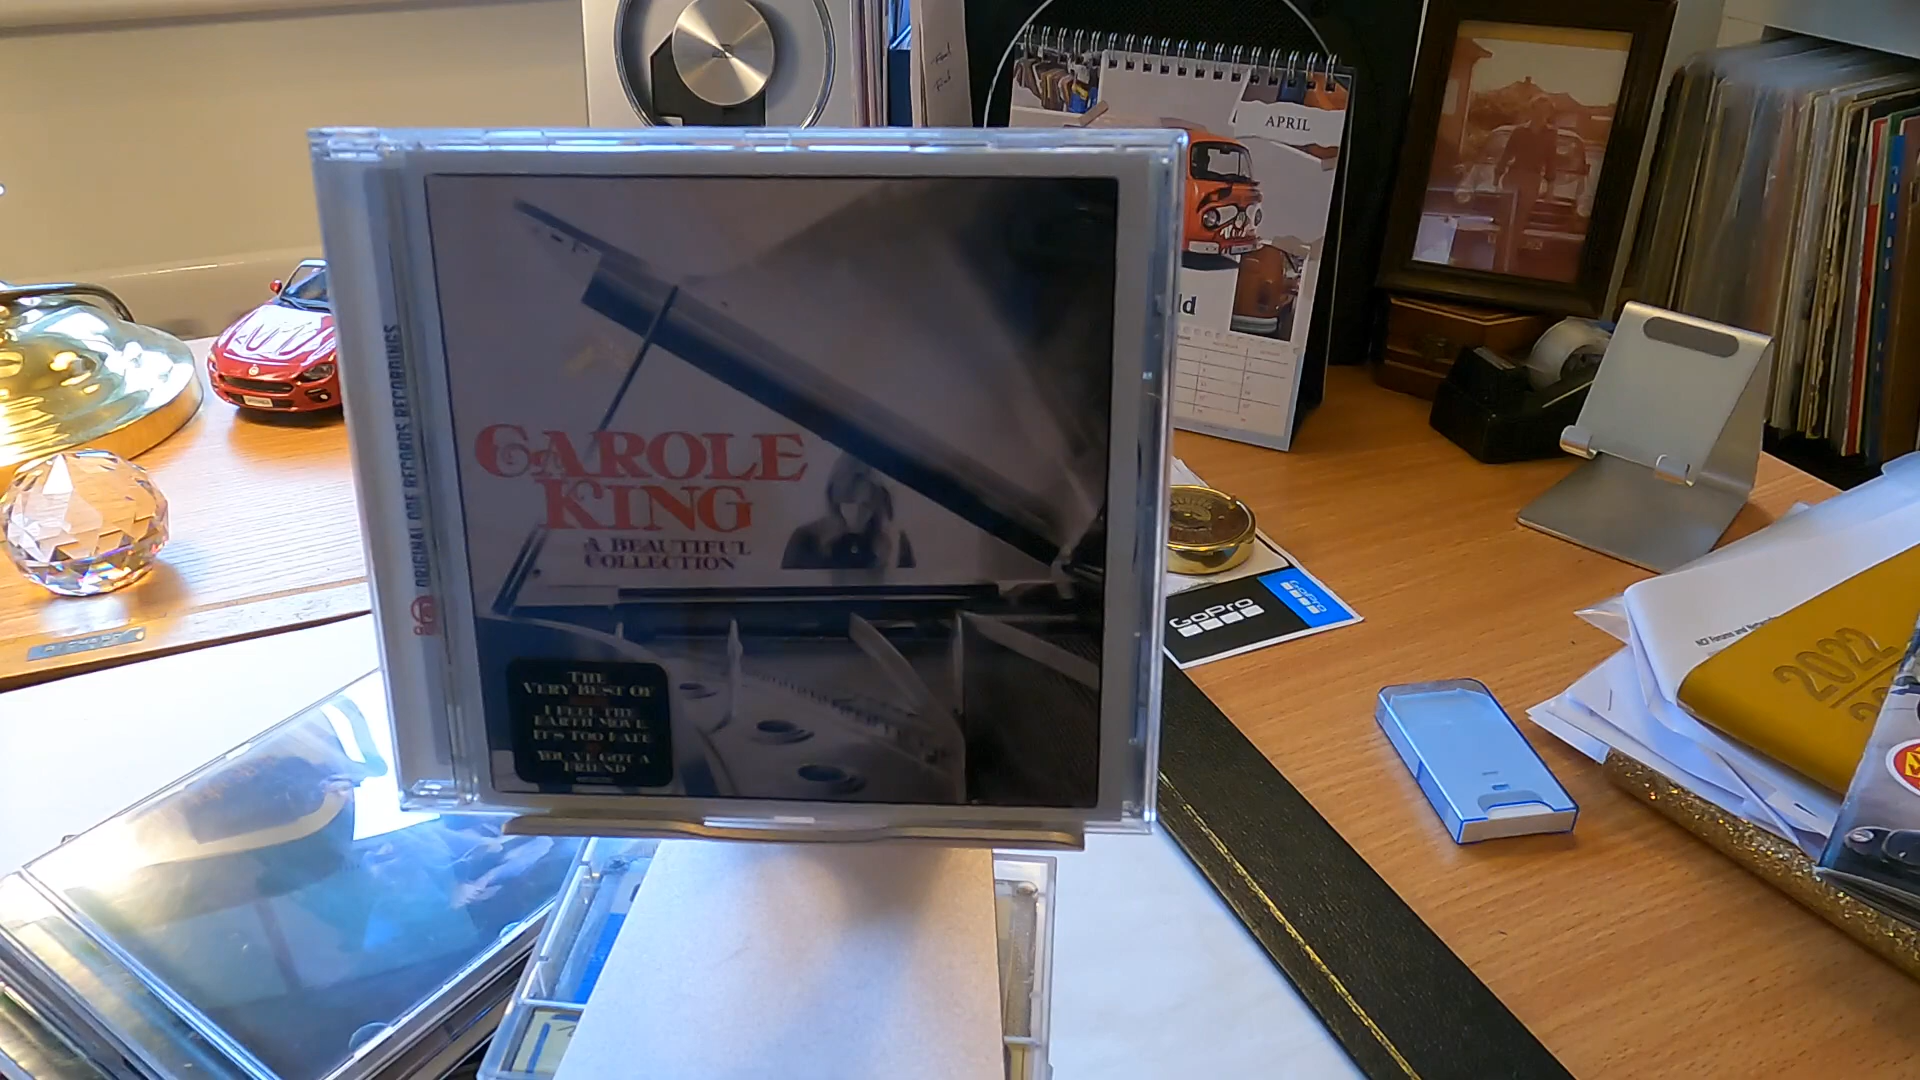 APRIL
ld
ORIGINAL ODE RECORDS RECORDINGS
CAROLE
KING
A BEAUTIFUL
COLLECTION
THE
VERY BEST OF
I FEEL THE
EARTH MOVE
IT'S TOO LATE
YOU'VE GOT A
FRIEND
GoPro
GoPro
2022